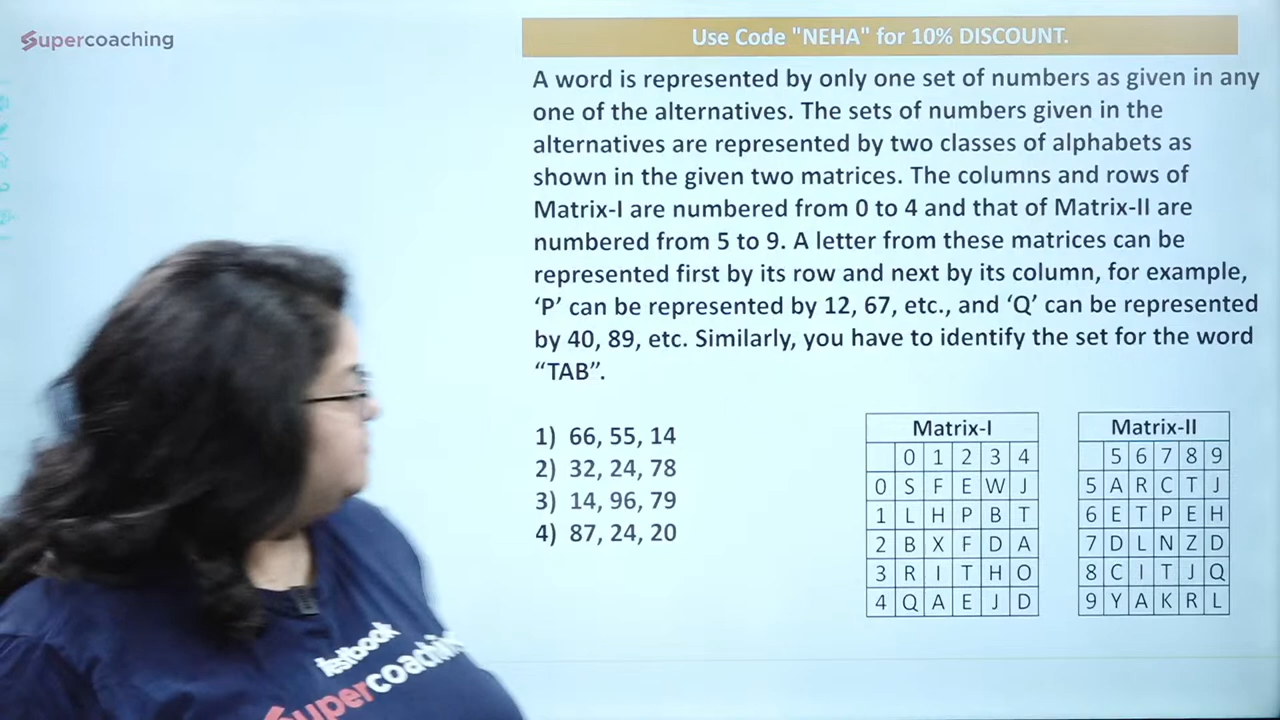 Supercoaching
Use Code "NEHA" for 10% DISCOUNT.
A word is represented by only one set of numbers as given in any
one of the alternatives. The sets of numbers given in the
alternatives are represented by two classes of alphabets as
shown in the given two matrices. The columns and rows of
Matrix-I are numbered from 0 to 4 and that of Matrix-II are
numbered from 5 to 9. A letter from these matrices can be
represented first by its row and next by its column, for example,
‘P’ can be represented by 12, 67, etc., and ‘Q’ can be represented
by 40, 89, etc. Similarly, you have to identify the set for the word
“TAB”.
1) 66, 55, 14
2) 32, 24, 78
3) 14, 96, 79
4) 87, 24, 20
Matrix-I
0 1 2 3 4
0 S F E W J
1 L H P B T
2 B X F D A
3 R I T H O
4 Q A E J D
Matrix-II
5 6 7 8 9
5 A R C T J
6 E T P E H
7 D L N Z D
8 C I T J Q
9 Y A K R L
Testbook
Supercoaching